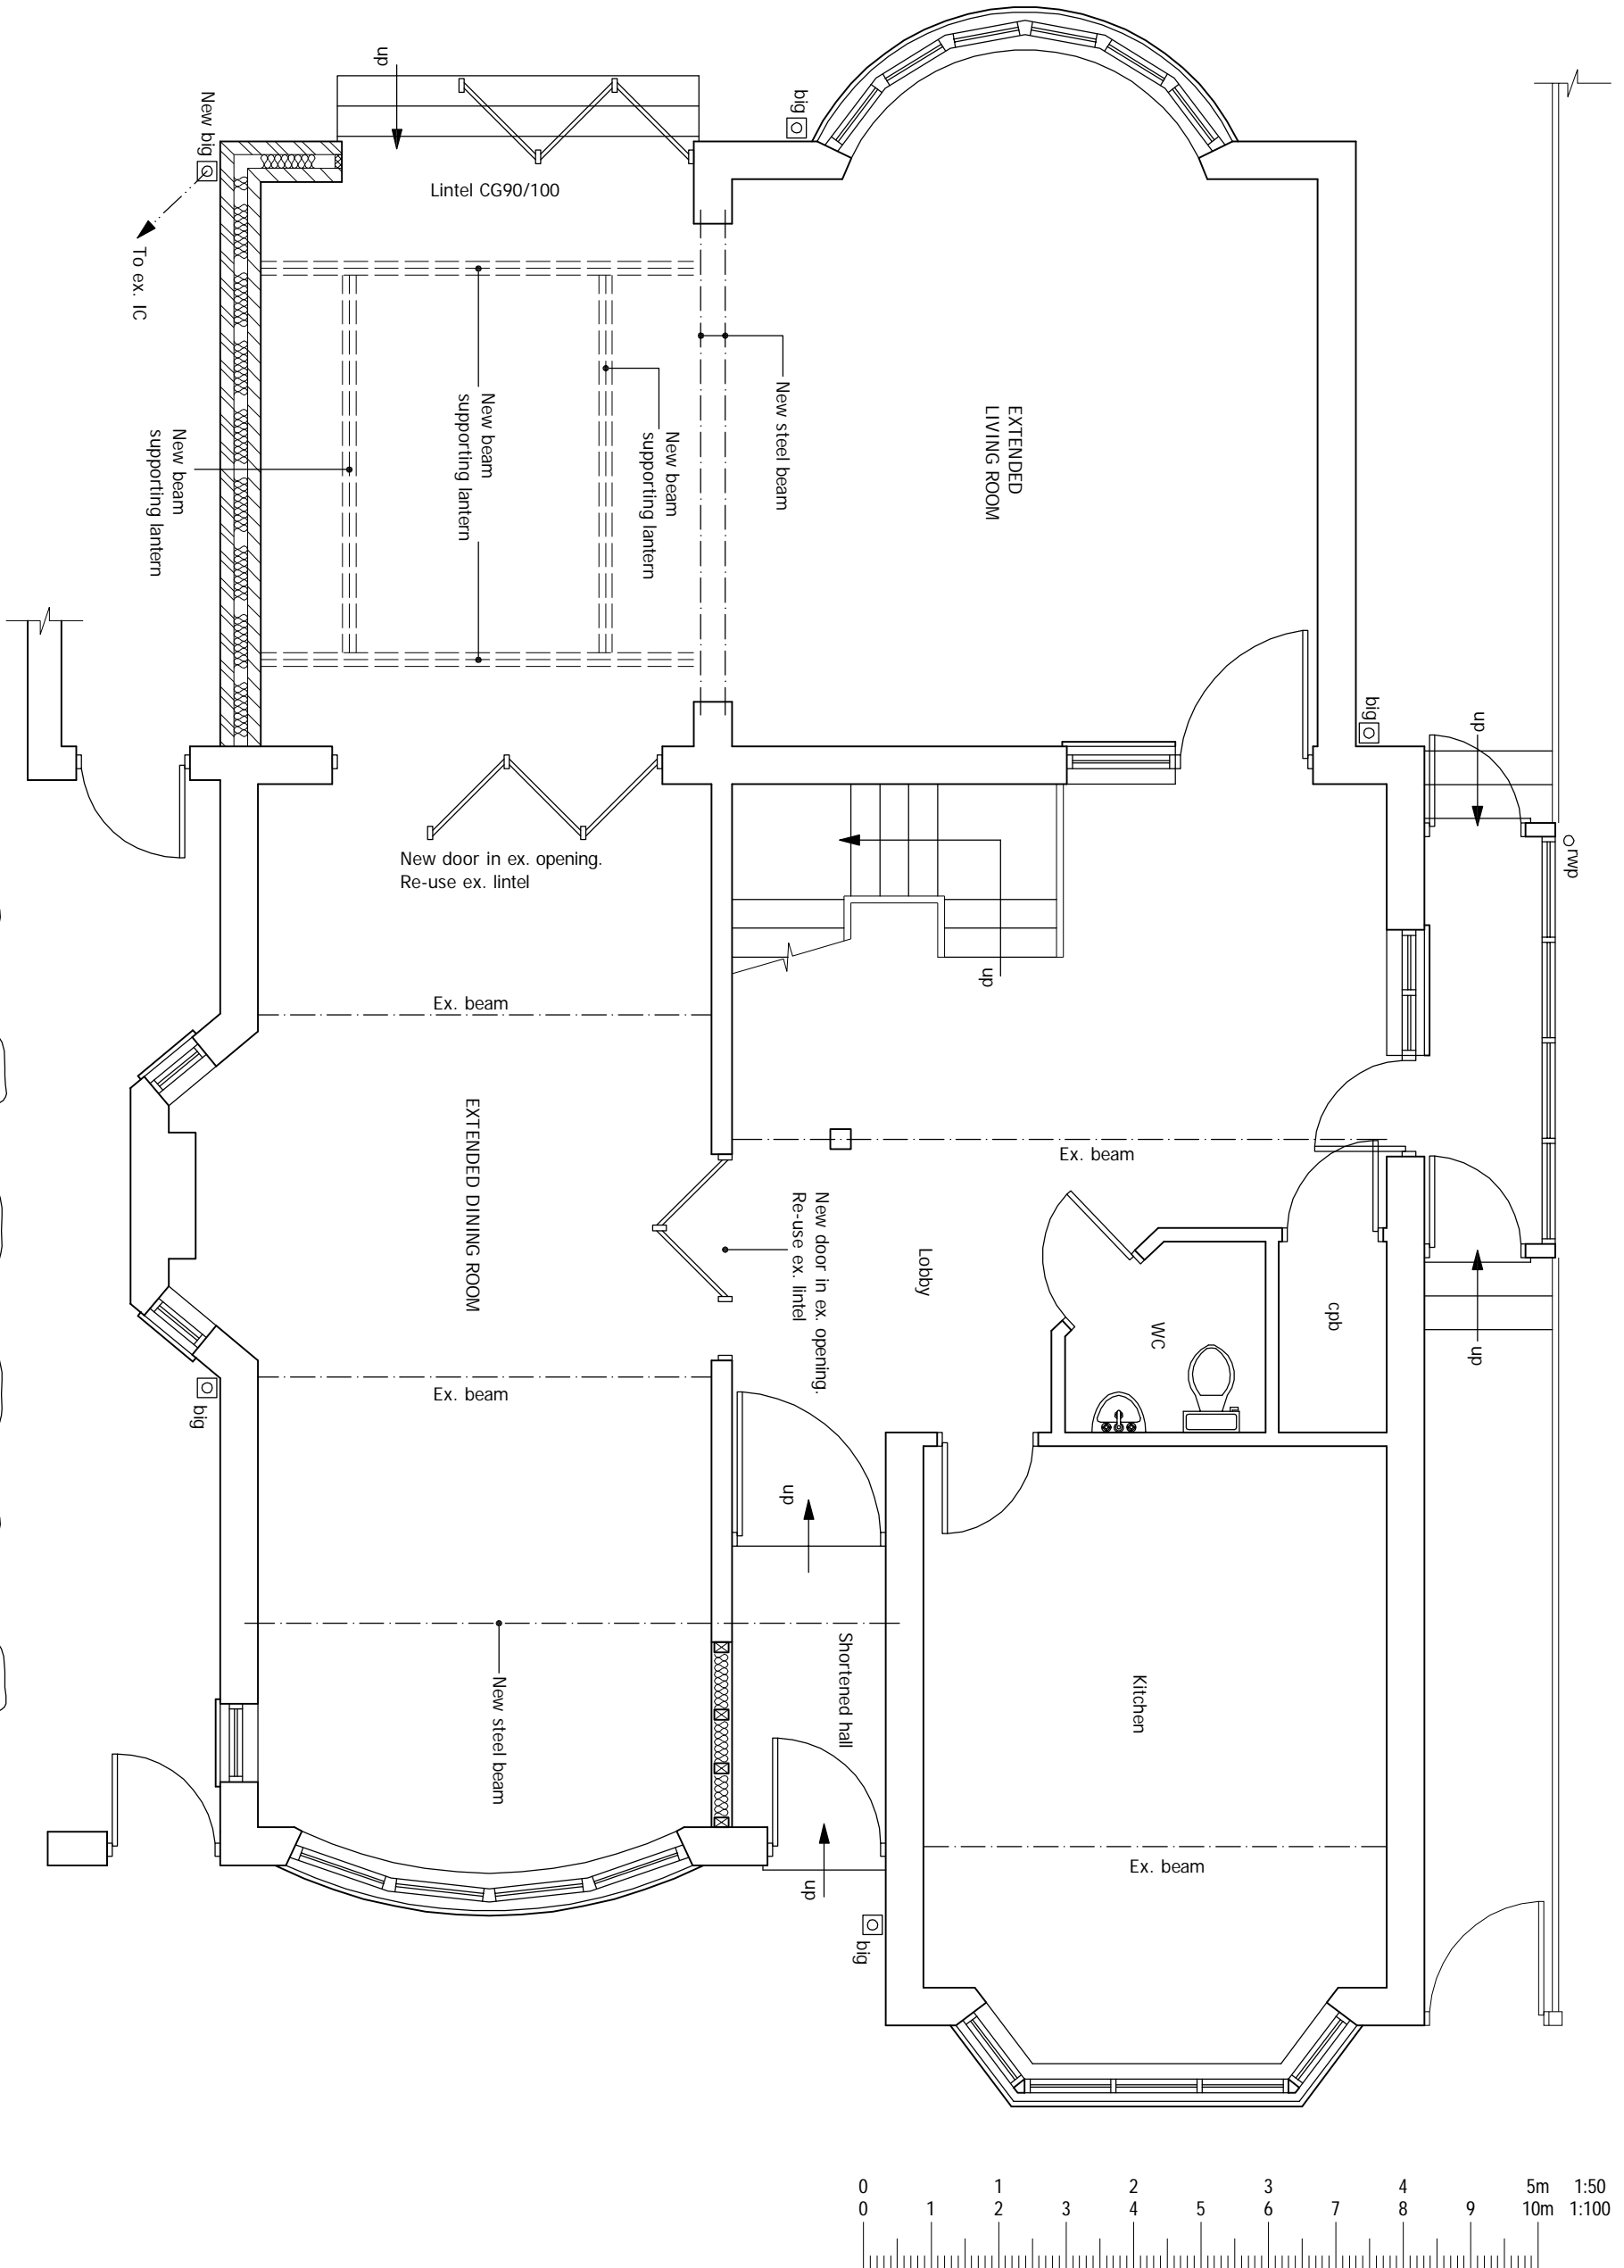 up
New big
big
Lintel CG90/100
To ex. IC
New beam
supporting lantern
New beam
supporting lantern
New beam
supporting lantern
New steel beam
EXTENDED
LIVING ROOM
big
up
rwp
New door in ex. opening.
Re-use ex. lintel
up
Ex. beam
EXTENDED DINING ROOM
Ex. beam
New door in ex. opening.
Re-use ex. lintel
Lobby
WC
cpb
up
Ex. beam
big
up
Shortened hall
Kitchen
New steel beam
up
Ex. beam
big
0 1 2 3 4 5m 1:50
0 1 2 3 4 5 6 7 8 9 10m 1:100